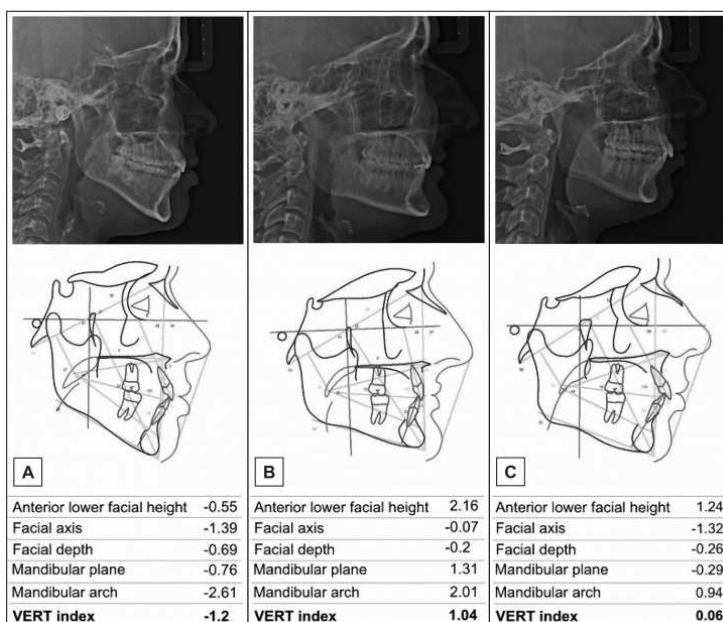 A
Anterior lower facial height -0.55
Facial axis -1.39
Facial depth -0.69
Mandibular plane -0.76
Mandibular arch -2.61
VERT index -1.2
B
Anterior lower facial height 2.16
Facial axis -0.07
Facial depth -0.2
Mandibular plane 1.31
Mandibular arch 2.01
VERT index 1.04
C
Anterior lower facial height 1.24
Facial axis -1.32
Facial depth -0.26
Mandibular plane -0.29
Mandibular arch 0.94
VERT index 0.06